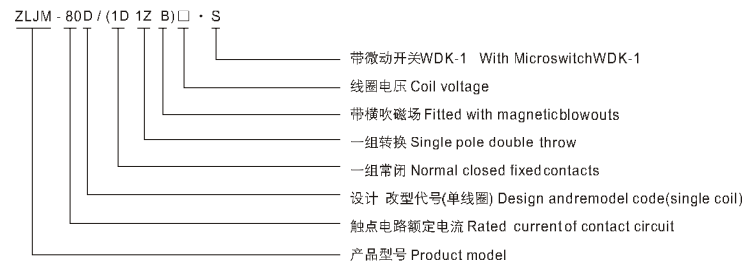 ZLJM-80D/(1D 1Z B)□·S
带微动开关WDK-1 With MicroswitchWDK-1
线圈电压 Coil voltage
带横吹磁场 Fitted with magneticblowouts
一组转换 Single pole double throw
一组常闭 Normal closed fixedcontacts
设计 改型代号(单线圈) Design andremodel code(single coil)
触点电路额定电流 Rated current of contact circuit
产品型号 Product model